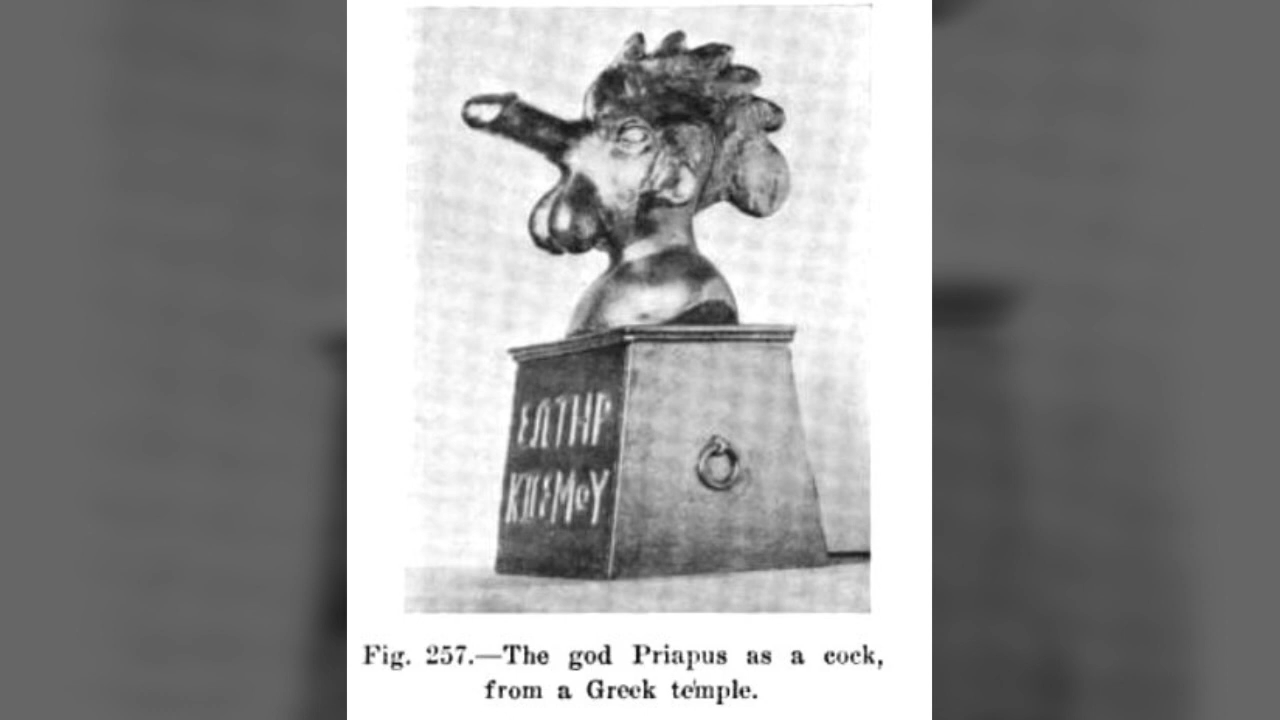 ΣΩΤΗΡ
ΚΟΣΜΟΥ
Fig. 257.—The god Priapus as a cock,
from a Greek temple.